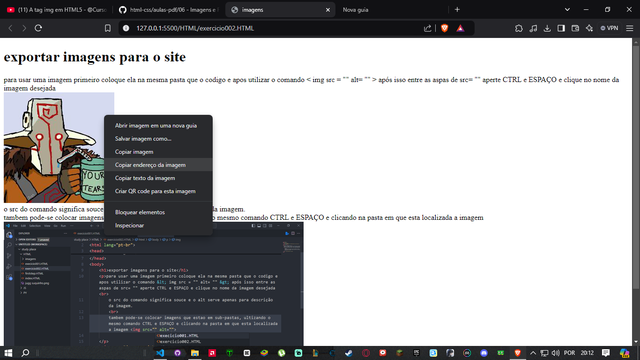 (11) A tag img em HTML5 - @Curso
html-css/aulas-pdf/06 - Imagens e
imagens
Nova guia
127.0.0.1:5500/HTML/exercicio002.HTML
VPN
exportar imagens para o site
para usar uma imagem primeiro coloque ela na mesma pasta que o codigo e apos utilizar o comando < img src = "" alt= "" > após isso entre as aspas de src= "" aperte CTRL e ESPAÇO e clique no nome da
imagem desejada
YOUR
TEARS
Abrir imagem em uma nova guia
Salvar imagem como...
Copiar imagem
Copiar endereço da imagem
Copiar texto da imagem
Criar QR code para esta imagem
Bloquear elementos
Inspecionar
o src do comando significa souce
da imagem.
tambem pode-se colocar imagens
o mesmo comando CTRL e ESPAÇO e clicando na pasta em que esta localizada a imagem
<html lang="pt-br">
<head>
</head>
<body>
<h1>exportar imagens para o site</h1>
<p>para usar uma imagem primeiro coloque ela na mesma pasta que o codigo e
apos utilizar o comando &lt; img src = "" alt= "" &gt; após isso entre as
aspas de src= "" aperte CTRL e ESPAÇO e clique no nome da imagem desejada
<br>
o src do comando significa souce e o alt serve apenas para descrição
da imagem.
<br>
tambem pode-se colocar imagens que estao em sub-pastas, ultilizando o
mesmo comando CTRL e ESPAÇO e clicando na pasta em que esta localizada
a imagem <img src="" alt="">
exercicio001.HTML
exercicio002.HTML
</p>
POR
20:12